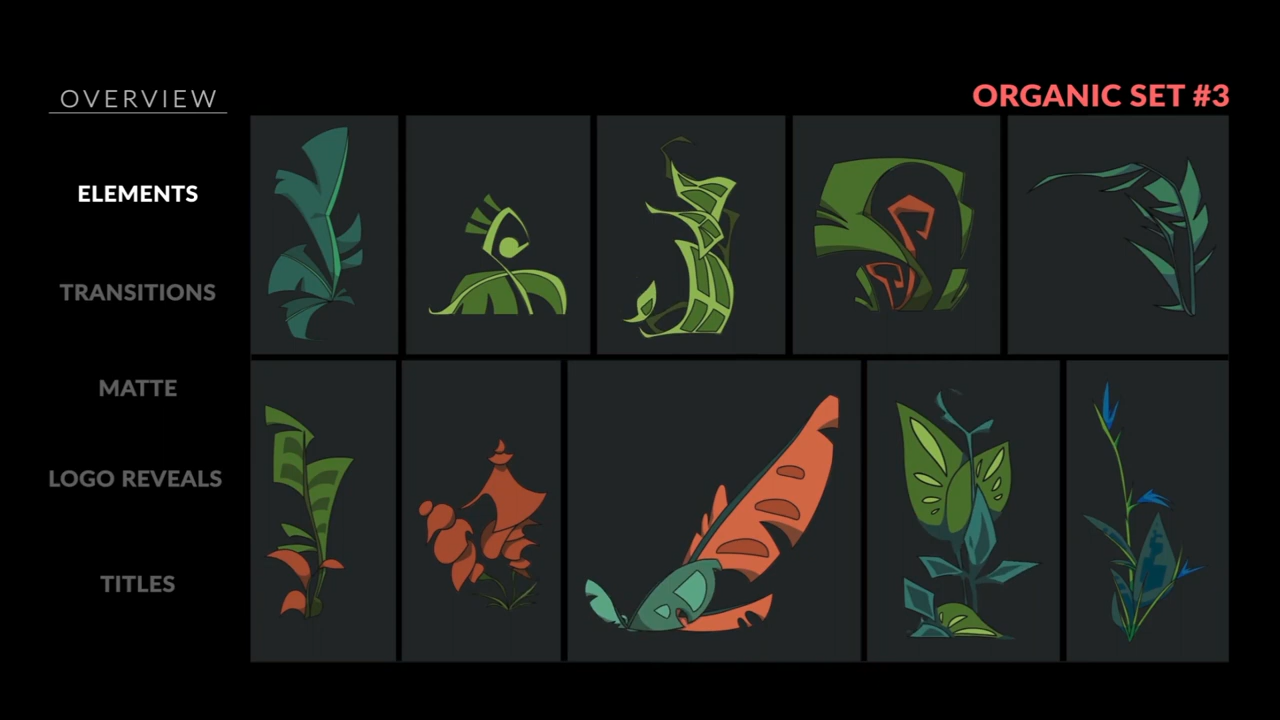 OVERVIEW
ORGANIC SET #3
ELEMENTS
TRANSITIONS
MATTE
LOGO REVEALS
TITLES